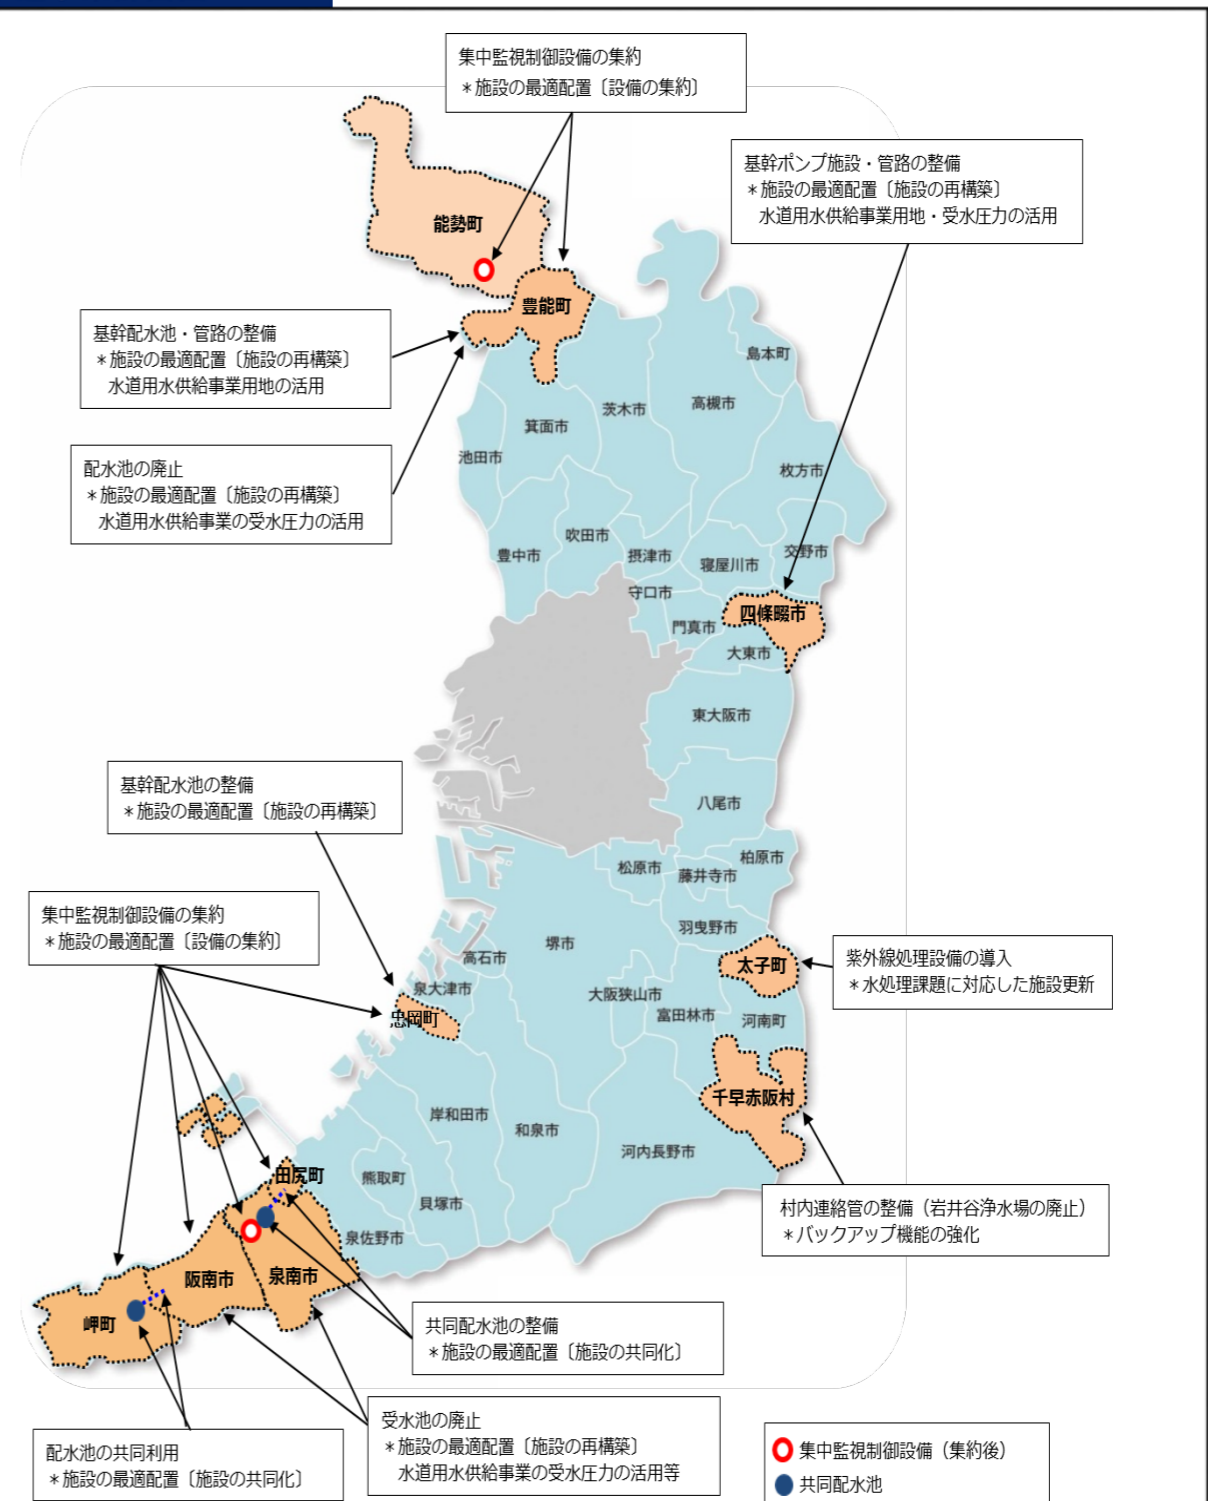 集中監視制御設備の集約
＊施設の最適配置〔設備の集約〕
基幹ポンプ施設・管路の整備
＊施設の最適配置〔施設の再構築〕
水道用水供給事業用地・受水圧力の活用
能勢町
豊能町
基幹配水池・管路の整備
＊施設の最適配置〔施設の再構築〕
水道用水供給事業用地の活用
島本町
高槻市
茨木市
箕面市
池田市
枚方市
配水池の廃止
＊施設の最適配置〔施設の再構築〕
水道用水供給事業の受水圧力の活用
吹田市
豊中市
摂津市
寝屋川市
交野市
守口市
門真市
四條畷市
大東市
東大阪市
基幹配水池の整備
＊施設の最適配置〔施設の再構築〕
八尾市
松原市
藤井寺市
柏原市
集中監視制御設備の集約
＊施設の最適配置〔設備の集約〕
羽曳野市
堺市
高石市
泉大津市
忠岡町
太子町
紫外線処理設備の導入
＊水処理課題に対応した施設更新
大阪狭山市
富田林市
河南町
千早赤阪村
岸和田市
和泉市
河内長野市
熊取町
貝塚市
田尻町
泉佐野市
泉南市
阪南市
岬町
村内連絡管の整備（岩井谷浄水場の廃止）
＊バックアップ機能の強化
共同配水池の整備
＊施設の最適配置〔施設の共同化〕
受水池の廃止
＊施設の最適配置〔施設の再構築〕
水道用水供給事業の受水圧力の活用等
配水池の共同利用
＊施設の最適配置〔施設の共同化〕
集中監視制御設備（集約後）
共同配水池